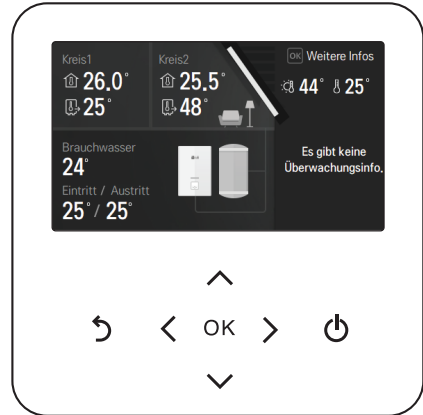 Kreis1
26.0°
25°
Kreis2
25.5°
48°
OK Weitere Infos
44° 25°
Brauchwasser
24°
Eintritt / Austritt
25° / 25°
Es gibt keine
Überwachungsinfo.
OK